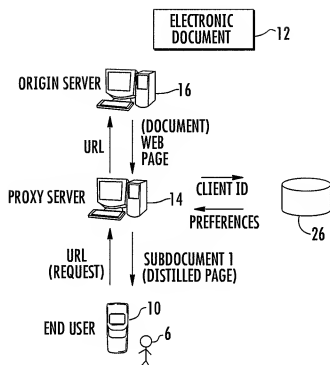 ELECTRONIC
DOCUMENT
12
ORIGIN SERVER
16
URL
(DOCUMENT)
WEB
PAGE
PROXY SERVER
14
CLIENT ID
PREFERENCES
26
URL
(REQUEST)
SUBDOCUMENT 1
(DISTILLED PAGE)
10
END USER
6